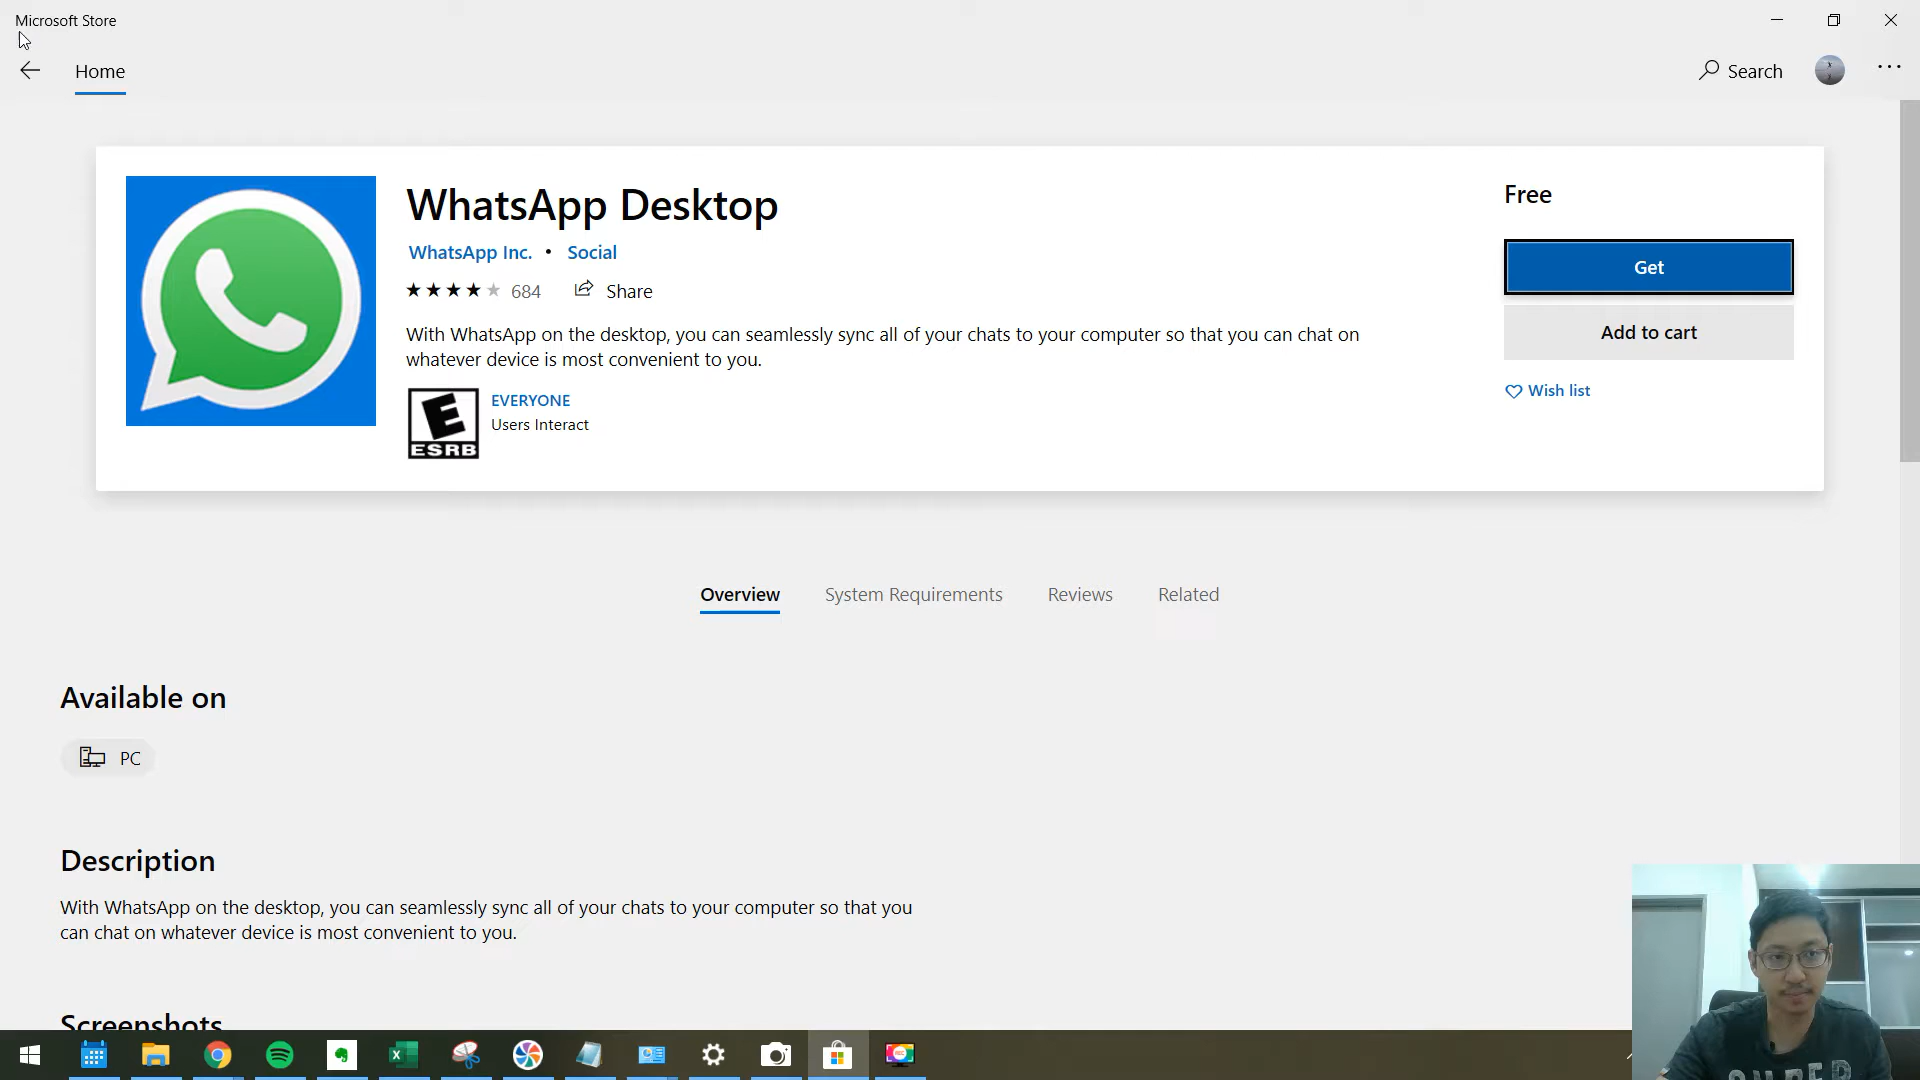 Microsoft Store
Home
Search
WhatsApp Desktop
WhatsApp Inc. • Social
684 Share
With WhatsApp on the desktop, you can seamlessly sync all of your chats to your computer so that you can chat on
whatever device is most convenient to you.
E
ESRB
EVERYONE
Users Interact
Free
Get
Add to cart
Wish list
Overview System Requirements Reviews Related
Available on
PC
Description
With WhatsApp on the desktop, you can seamlessly sync all of your chats to your computer so that you
can chat on whatever device is most convenient to you.
Screenshots